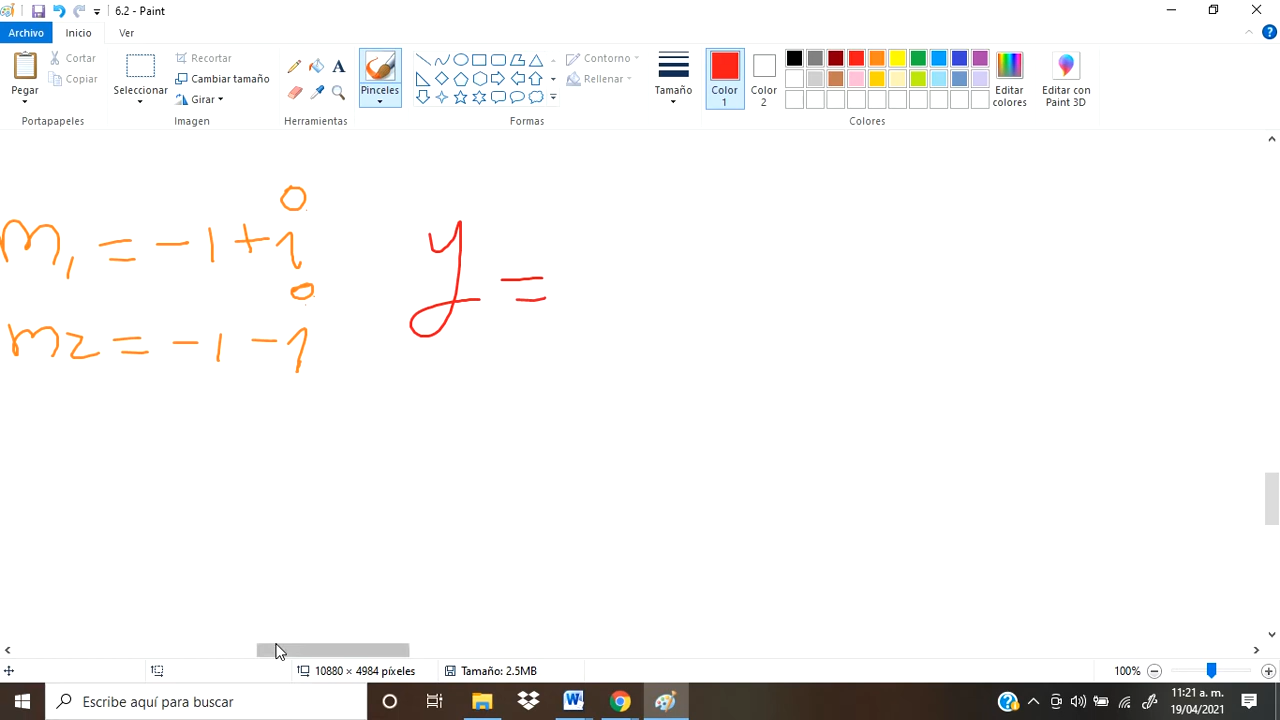 6.2 - Paint
Archivo Inicio Ver
Pegar
Cortar
Copiar
Portapapeles
Seleccionar
Recortar
Cambiar tamaño
Girar
Imagen
A
Herramientas
Pinceles
Contorno
Rellenar
Formas
Tamaño
Color 1
Color 2
Editar colores
Editar con Paint 3D
Colores
m1 = -1 + i
m2 = -1 - i
y =
10880 × 4984 píxeles
Tamaño: 2.5MB
100%
Escribe aquí para buscar
11:21 a. m.
19/04/2021